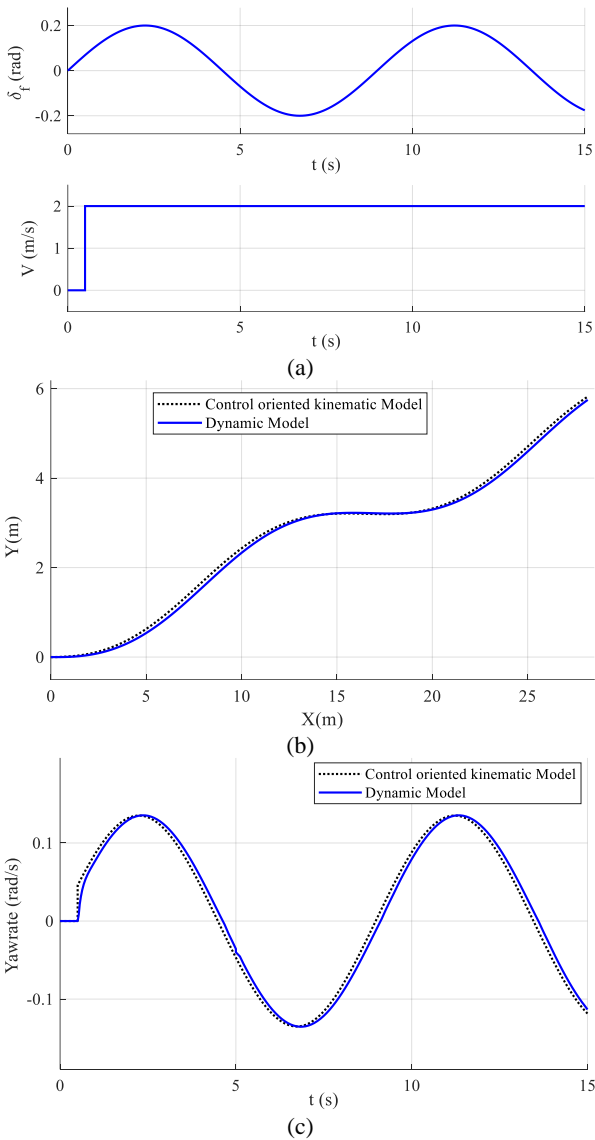 0.2
0
-0.2
δf (rad)
0 5 10 15
t (s)
2
1
0
V (m/s)
0 5 10 15
t (s)
(a)
6
4
2
0
Y(m)
Control oriented kinematic Model
Dynamic Model
0 5 10 15 20 25
X(m)
(b)
Control oriented kinematic Model
Dynamic Model
0.1
0
-0.1
Yawrate (rad/s)
0 5 10 15
t (s)
(c)